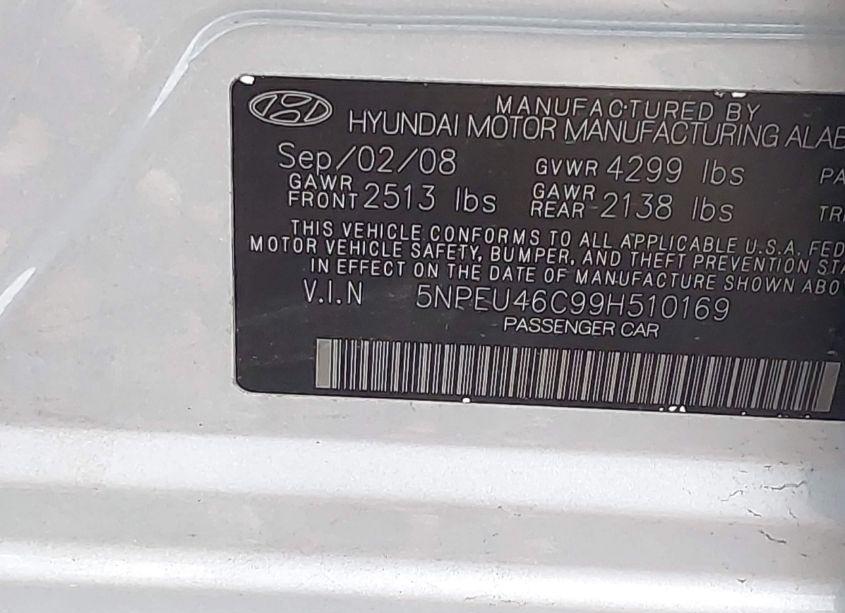 MANUFACTURED BY
HYUNDAI MOTOR MANUFACTURING ALAB
Sep/02/08 GVWR 4299 lbs PA
GAWR FRONT 2513 lbs GAWR REAR 2138 lbs TRI
THIS VEHICLE CONFORMS TO ALL APPLICABLE U.S.A. FED
MOTOR VEHICLE SAFETY, BUMPER, AND THEFT PREVENTION STA
IN EFFECT ON THE DATE OF MANUFACTURE SHOWN ABO
V.I.N 5NPEU46C99H510169
PASSENGER CAR